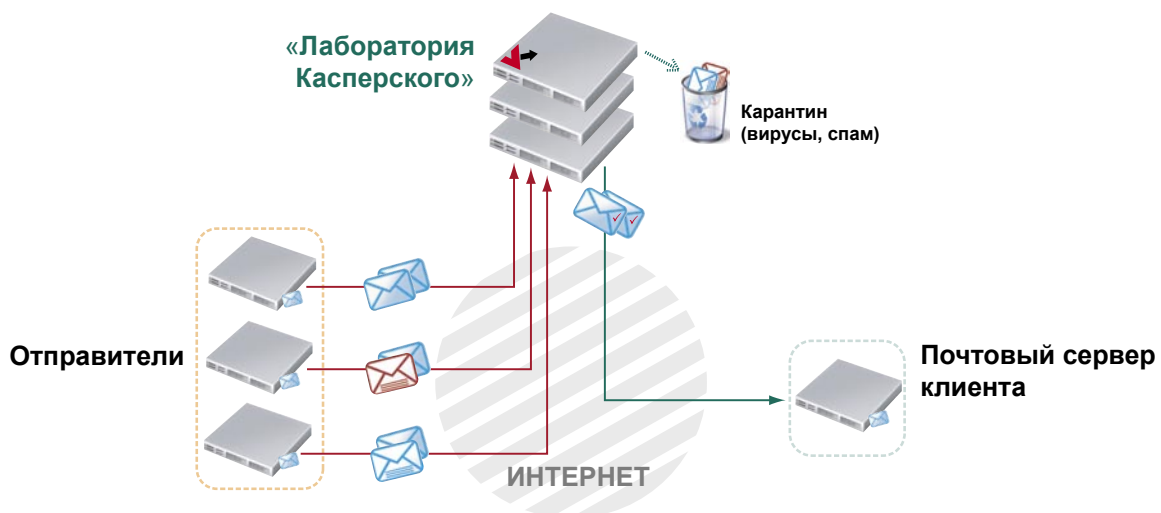 «Лаборатория
Касперского»
Карантин
(вирусы, спам)
Отправители
Почтовый сервер
клиента
ИНТЕРНЕТ